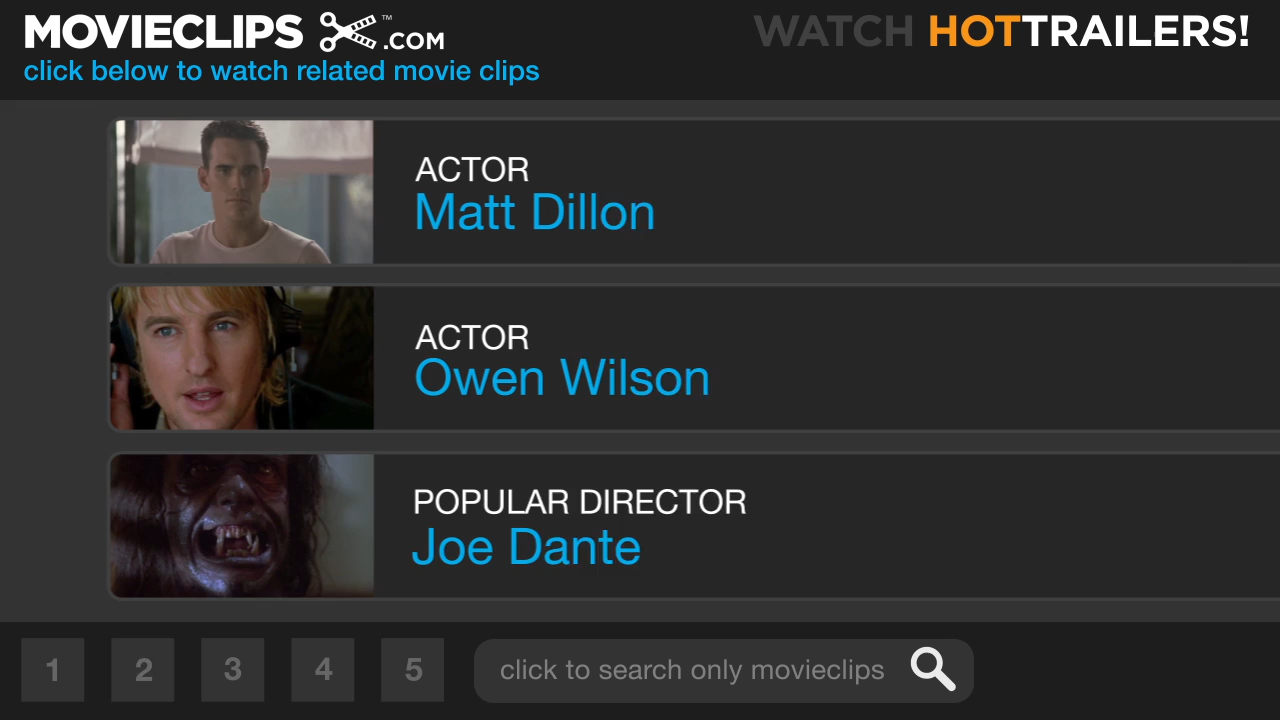 MOVIECLIPS™.COM
WATCH HOTTRAILERS!
click below to watch related movie clips
ACTOR
Matt Dillon
ACTOR
Owen Wilson
POPULAR DIRECTOR
Joe Dante
1 2 3 4 5 click to search only movieclips